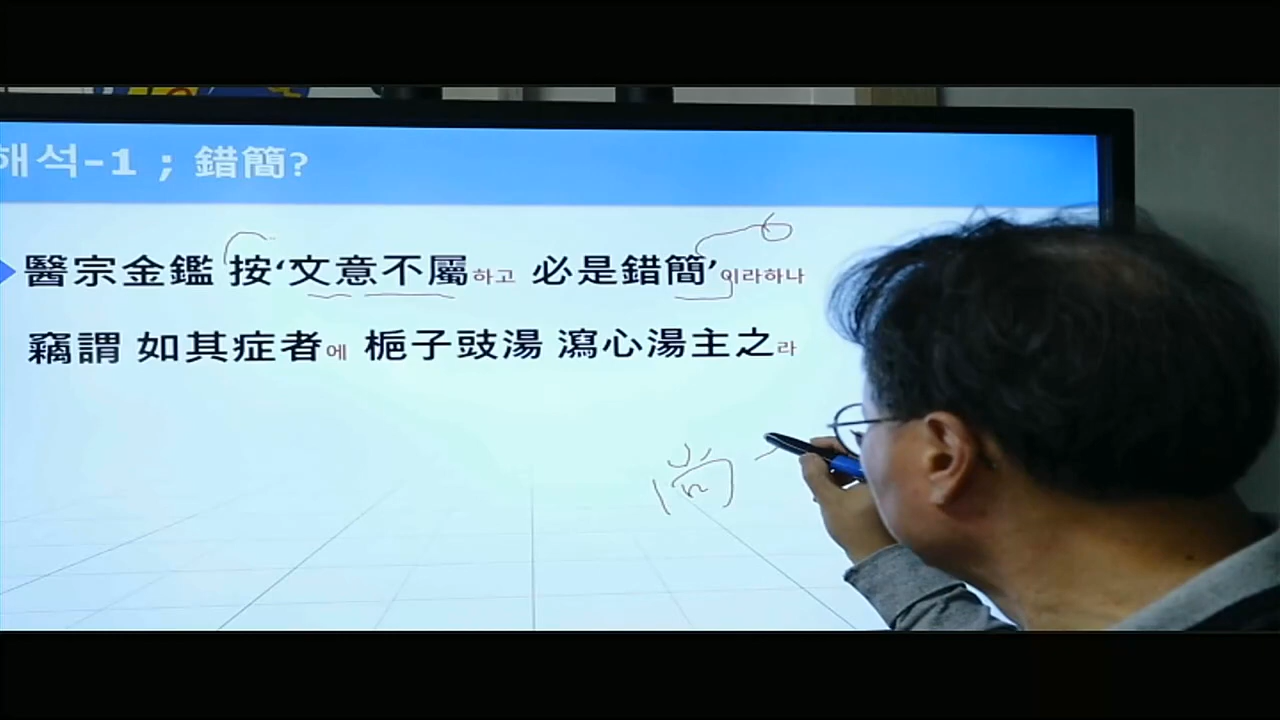 해석-1 ; 錯簡?
醫宗金鑑 按‘文意不屬하고 必是錯簡’이라하나
竊謂 如其症者에 梔子豉湯 瀉心湯主之라
尚